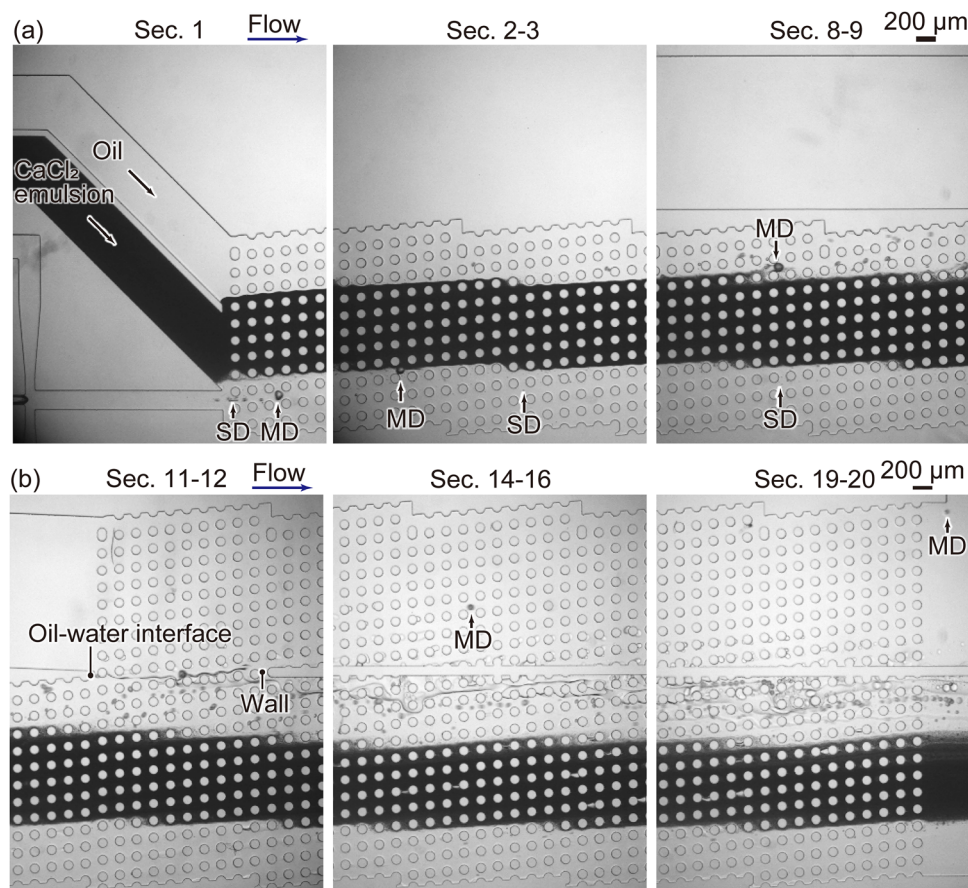 (a)
Sec. 1
Flow
Sec. 2-3
Sec. 8-9
200 µm
Oil
CaCl₂
emulsion
SD
MD
MD
SD
MD
SD
(b)
Sec. 11-12
Flow
Sec. 14-16
Sec. 19-20
200 µm
Oil-water interface
Wall
MD
MD